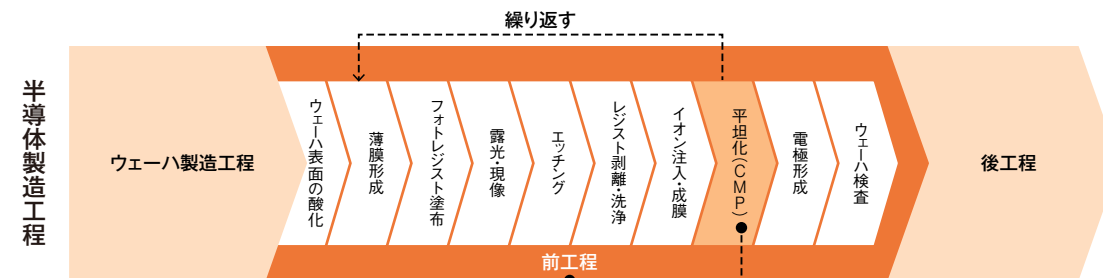 繰り返す
半導体製造工程
ウェーハ製造工程
ウェーハ表面の酸化
薄膜形成
フォトレジスト塗布
露光・現像
エッチング
レジスト剥離・洗浄
イオン注入・成膜
平坦化(CMP)
電極形成
ウェーハ検査
後工程
前工程